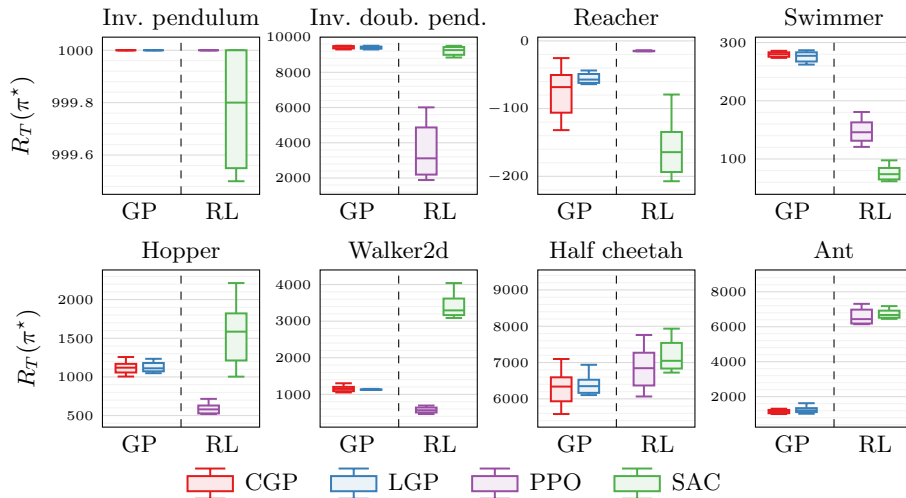 Inv. pendulum Inv. doub. pend. Reacher Swimmer
R_T(π*)
1000
999.8
999.6
GP RL
10000
8000
6000
4000
2000
GP RL
0
−100
−200
GP RL
300
200
100
GP RL
Hopper Walker2d Half cheetah Ant
R_T(π*)
2000
1500
1000
500
GP RL
4000
3000
2000
1000
GP RL
9000
8000
7000
6000
GP RL
8000
6000
4000
2000
GP RL
CGP LGP PPO SAC